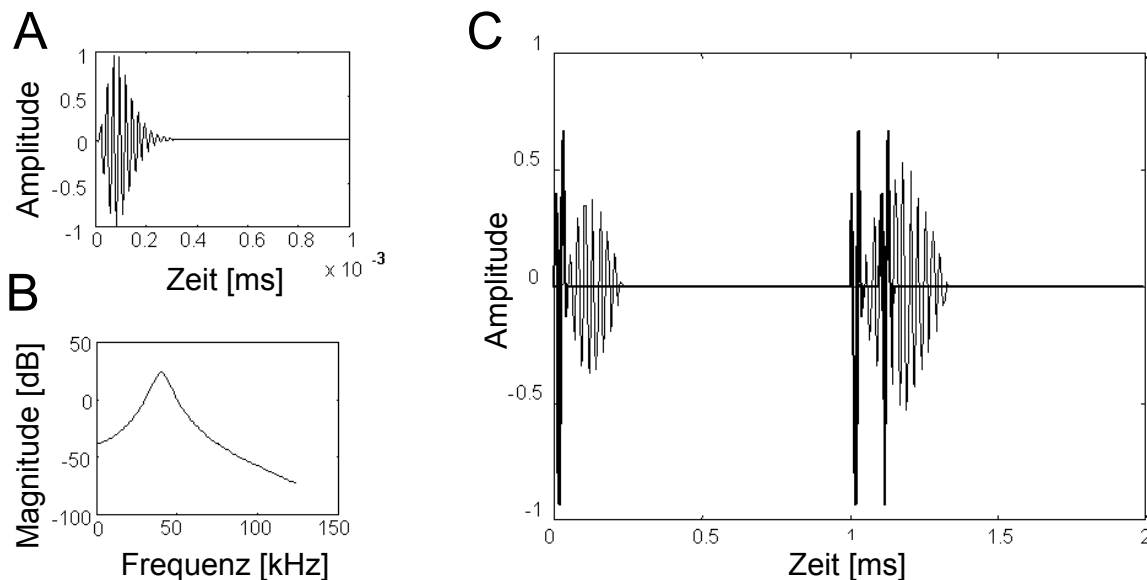 A
Amplitude
1
0.5
0
-0.5
-1
0 0.2 0.4 0.6 0.8 1
x 10 -3
Zeit [ms]
B
Magnitude [dB]
50
0
-50
-100
0 50 100 150
Frequenz [kHz]
C
Amplitude
1
0.5
0
-0.5
-1
0 0.5 1 1.5 2
Zeit [ms]